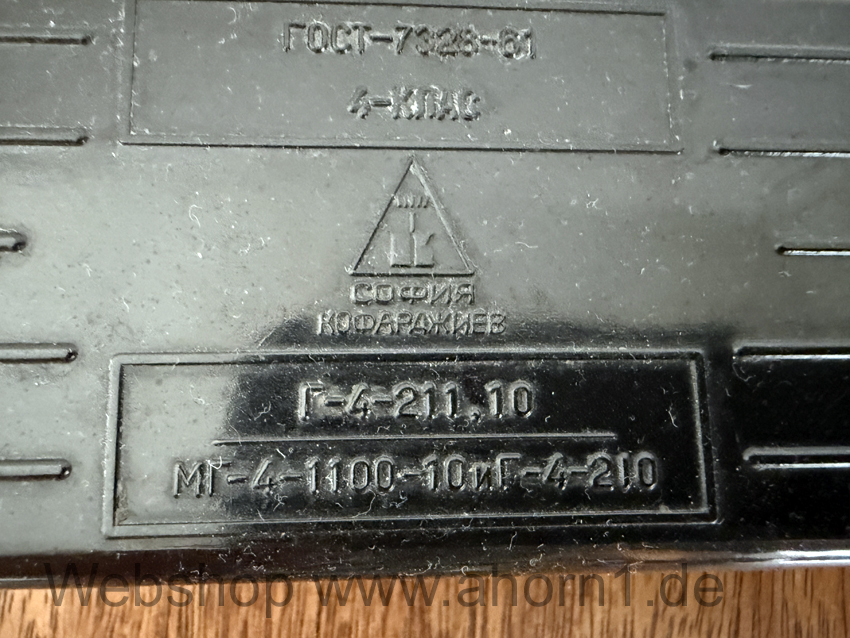 ГОСТ-7328-61
4-КЛАС
СОФИЯ
КОФАРДЖИЕВ
Г-4-211.10
МГ-4-1100-10иГ-4-210
Webshop www.ahorn1.de